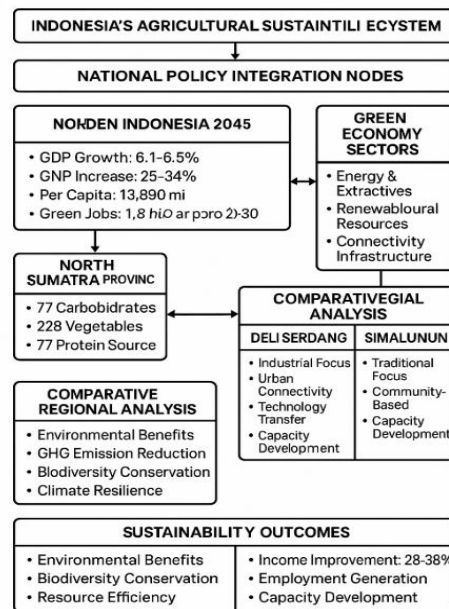 INDONESIA'S AGRICULTURAL SUSTAINTILI ECYSTEM
NATIONAL POLICY INTEGRATION NODES
NORDEN INDONESIA 2045
• GDP Growth: 6.1-6.5%
• GNP Increase: 25-34%
• Per Capita: 13,890 mi
• Green Jobs: 1,8
GREEN
ECONOMY
SECTORS
• Energy &
Extractives
• Renewabloural
Resources
• Connectivity
Infrastructure
NORTH
SUMATRA PROVINC
• 77 Carbobidrates
• 228 Vegetables
• 77 Protein Source
COMPARATIVEGIAL
ANALYSIS
DELI SERDANG
• Industrial Focus
• Urban
Connectivity
• Technology
Transfer
• Capacity
Development
SIMALUNUN
• Traditional
Focus
• Community-
Based
• Capacity
Development
COMPARATIVE
REGIONAL ANALYSIS
• Environmental Benefits
• GHG Emission Reduction
• Biodiversity Conservation
• Climate Resilience
SUSTAINABILITY OUTCOMES
• Environmental Benefits
• Biodiversity Conservation
• Resource Efficiency
• Income Improvement: 28-38%
• Employment Generation
• Capacity Development